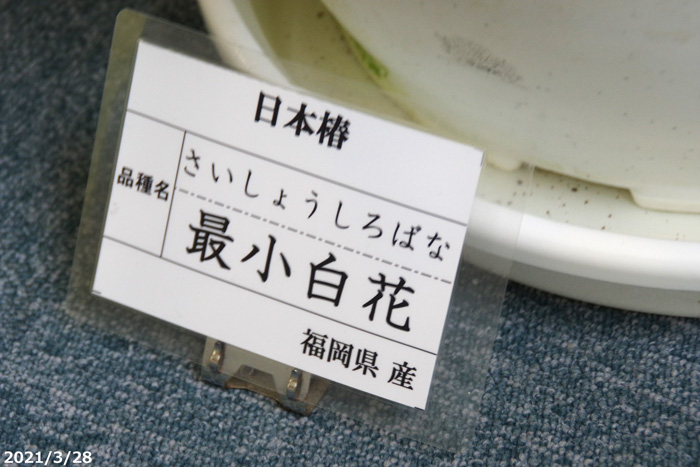 日本椿
品種名
さいしょうしろばな
最小白花
福岡県 産
2021/3/28